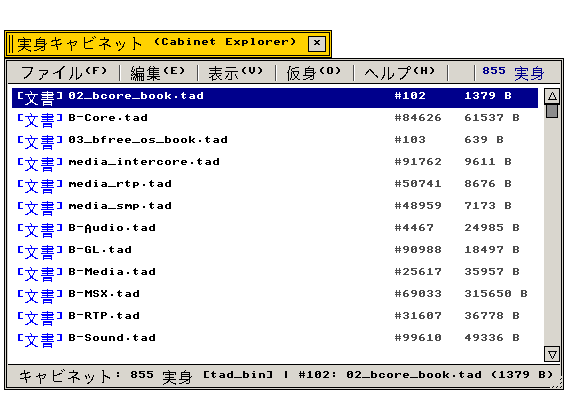 実身キャビネット (Cabinet Explorer) ×
ファイル(F) 編集(E) 表示(V) 仮身(O) ヘルプ(H) 855 実身
[文書] 02_bcore_book.tad #102 1379 B
[文書] B-Core.tad #84626 61537 B
[文書] 03_bfree_os_book.tad #103 639 B
[文書] media_intercore.tad #91762 9611 B
[文書] media_rtp.tad #50741 8676 B
[文書] media_smp.tad #48959 7173 B
[文書] B-Audio.tad #4467 24985 B
[文書] B-GL.tad #90988 18497 B
[文書] B-Media.tad #25617 35957 B
[文書] B-MSX.tad #69033 315650 B
[文書] B-RTP.tad #31607 36778 B
[文書] B-Sound.tad #99610 49336 B
キャビネット: 855 実身 [tad_bin] | #102: 02_bcore_book.tad (1379 B)